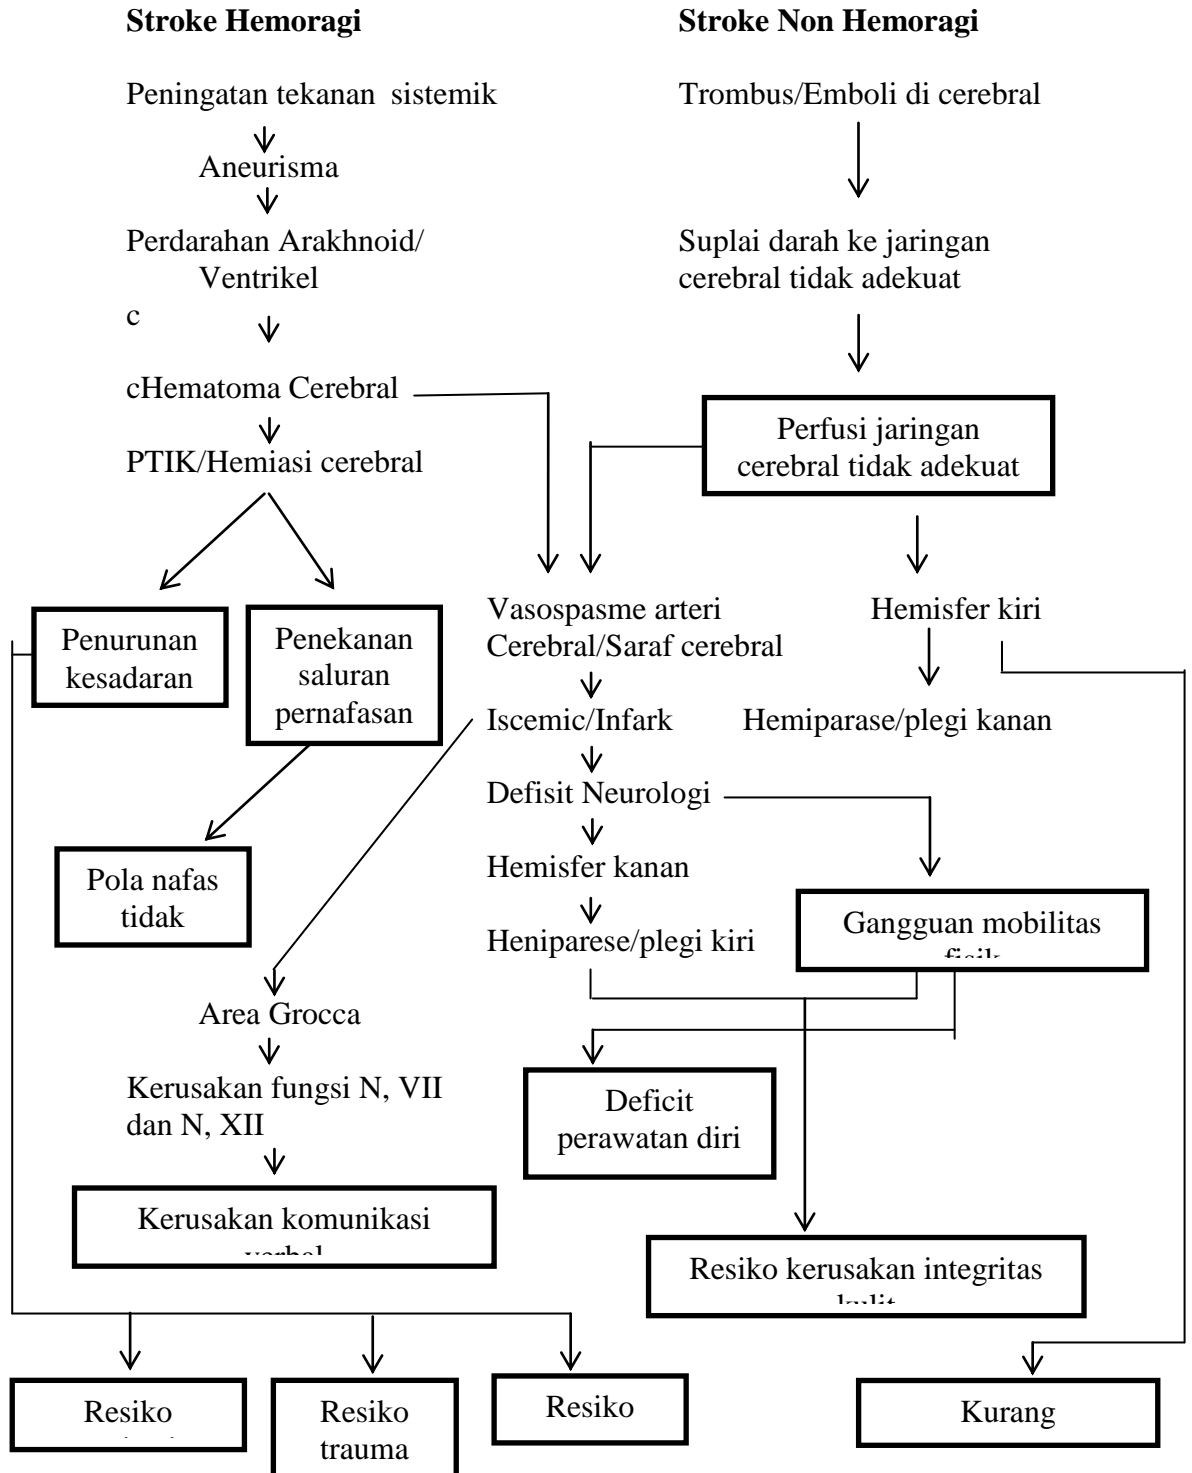 Stroke Hemoragi
Stroke Non Hemoragi
Peningatan tekanan sistemik
Trombus/Emboli di cerebral
Aneurisma
Perdarahan Arakhnoid/
Ventrikel
Suplai darah ke jaringan
cerebral tidak adekuat
c
cHematoma Cerebral
Perfusi jaringan
cerebral tidak adekuat
PTIK/Hemiasi cerebral
Penurunan
kesadaran
Penekanan
saluran
pernafasan
Vasospasme arteri
Cerebral/Saraf cerebral
Hemisfer kiri
Iscemic/Infark
Hemiparase/plegi kanan
Defisit Neurologi
Pola nafas
tidak
Hemisfer kanan
Gangguan mobilitas
fisik
Heniparese/plegi kiri
Area Grocca
Kerusakan fungsi N, VII
dan N, XII
Deficit
perawatan diri
Kerusakan komunikasi
verbal
Resiko kerusakan integritas
kulit
Resiko
Resiko
trauma
Resiko
Kurang